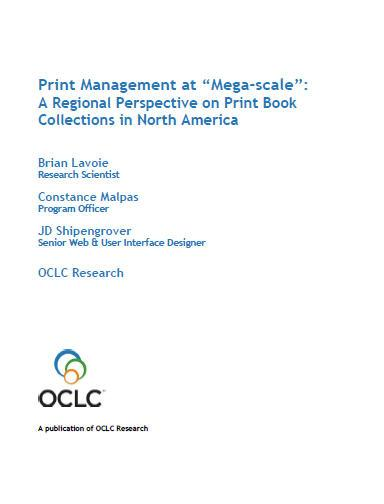 Print Management at “Mega-scale”:
A Regional Perspective on Print Book
Collections in North America
Brian Lavoie
Research Scientist
Constance Malpas
Program Officer
JD Shipengrover
Senior Web & User Interface Designer
OCLC Research
OCLC
A publication of OCLC Research